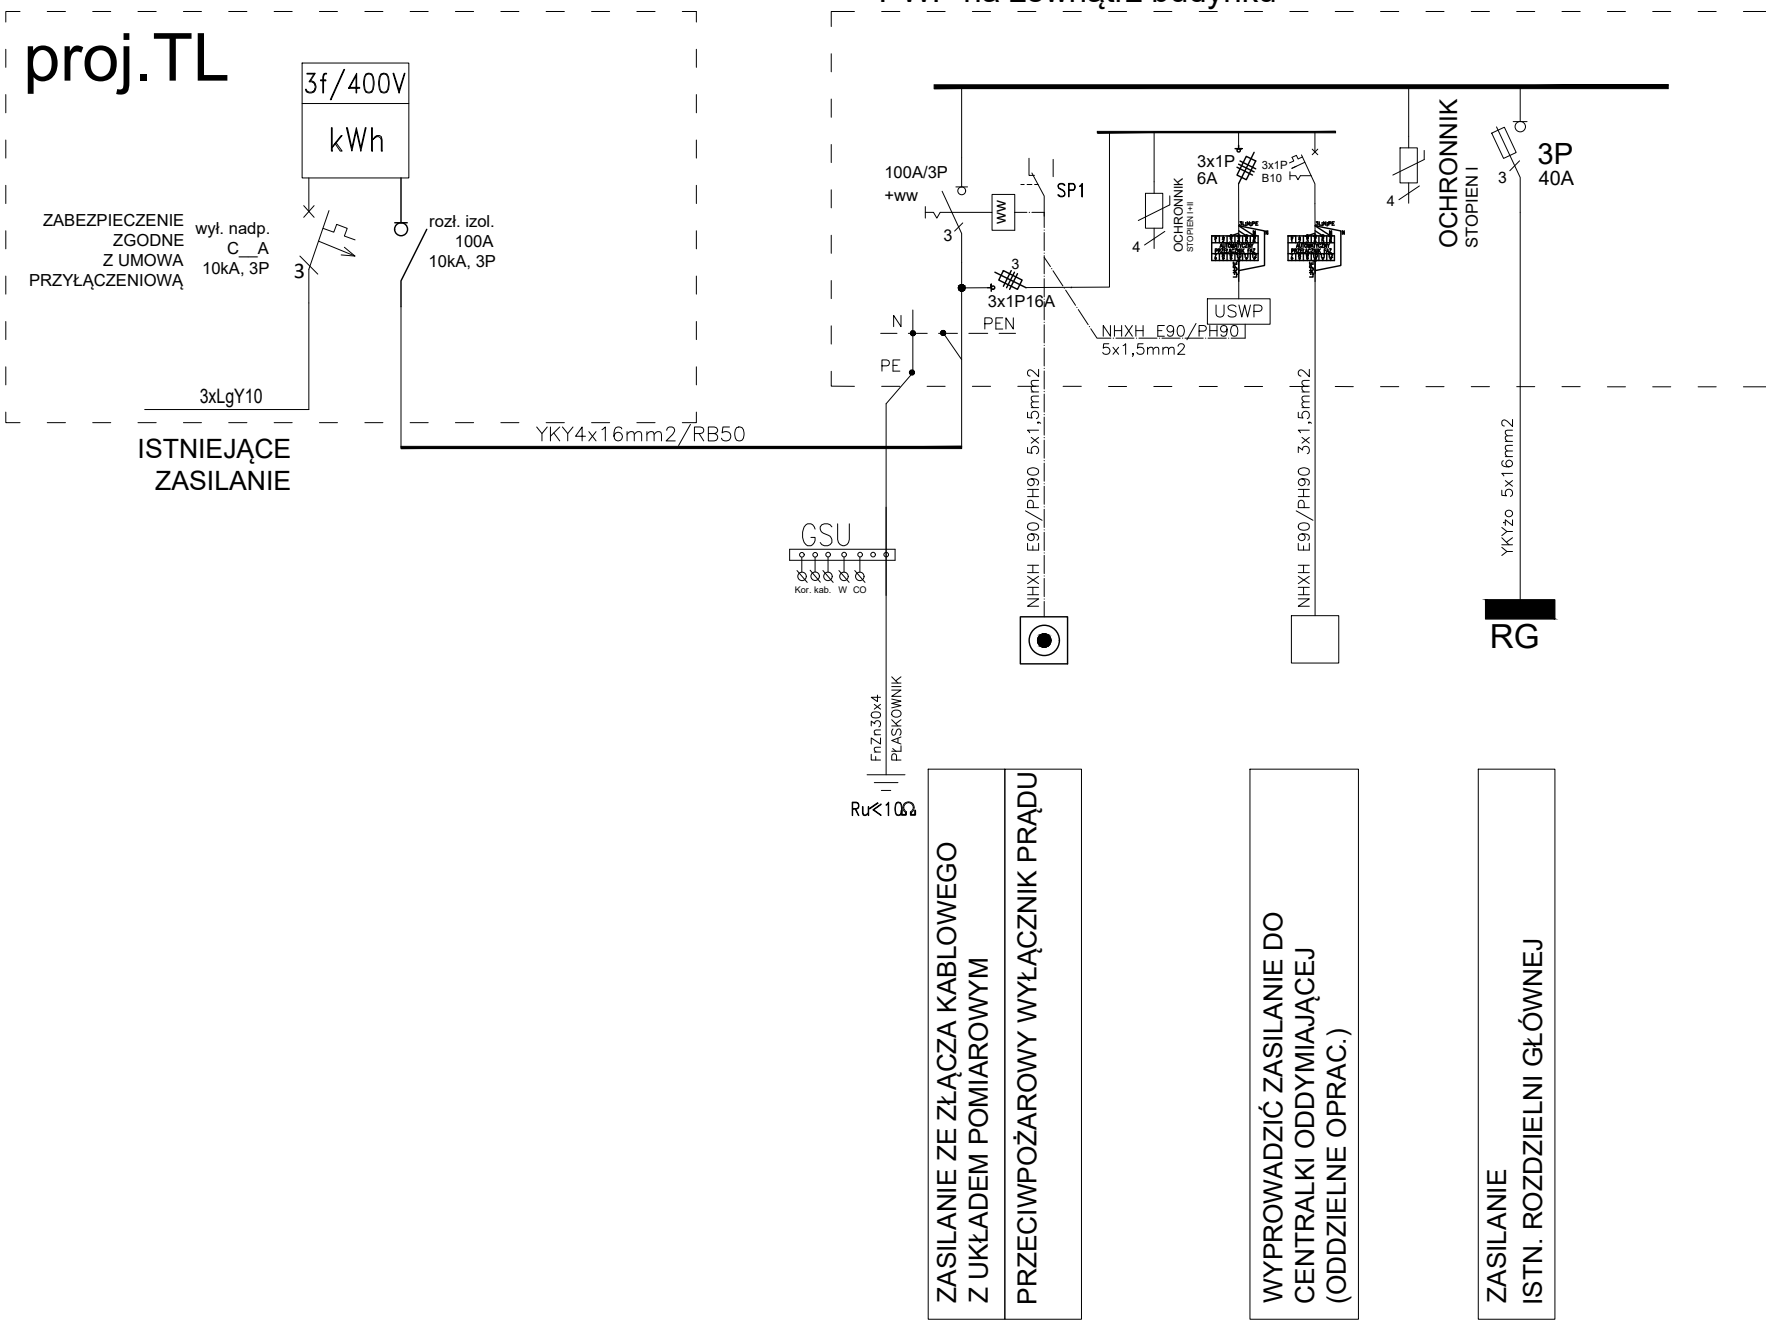 PWP na zewnątrz budynku
proj.TL
3f/400V
kWh
ZABEZPIECZENIE
ZGODNE
Z UMOWA
PRZYŁĄCZENIOWĄ
wył. nadp.
C__A
10kA, 3P
3
rozł. izol.
100A
10kA, 3P
3xLgY10
ISTNIEJĄCE
ZASILANIE
YKY4x16mm2/RB50
100A/3P
+ww
3
WW
SP1
3
3x1P16A
N
PEN
PE
OCHRONNIK
STOPIEN I+II
4
3x1P
6A
3x1P
B10
USWP
NHXH E90/PH90
5x1,5mm2
4
OCHRONNIK
STOPIEN I
3
3P
40A
NHXH E90/PH90 5x1,5mm2
NHXH E90/PH90 3x1,5mm2
YKYżo 5x16mm2
RG
GSU
Kor. kab. W CO
FnZn30x4
PŁASKOWNIK
Ru≪10Ω
ZASILANIE ZE ZŁĄCZA KABLOWEGO
Z UKŁADEM POMIAROWYM
PRZECIWPOŻAROWY WYŁĄCZNIK PRĄDU
WYPROWADZIĆ ZASILANIE DO
CENTRALKI ODDYMIAJĄCEJ
(ODDZIELNE OPRAC.)
ZASILANIE
ISTN. ROZDZIELNI GŁÓWNEJ